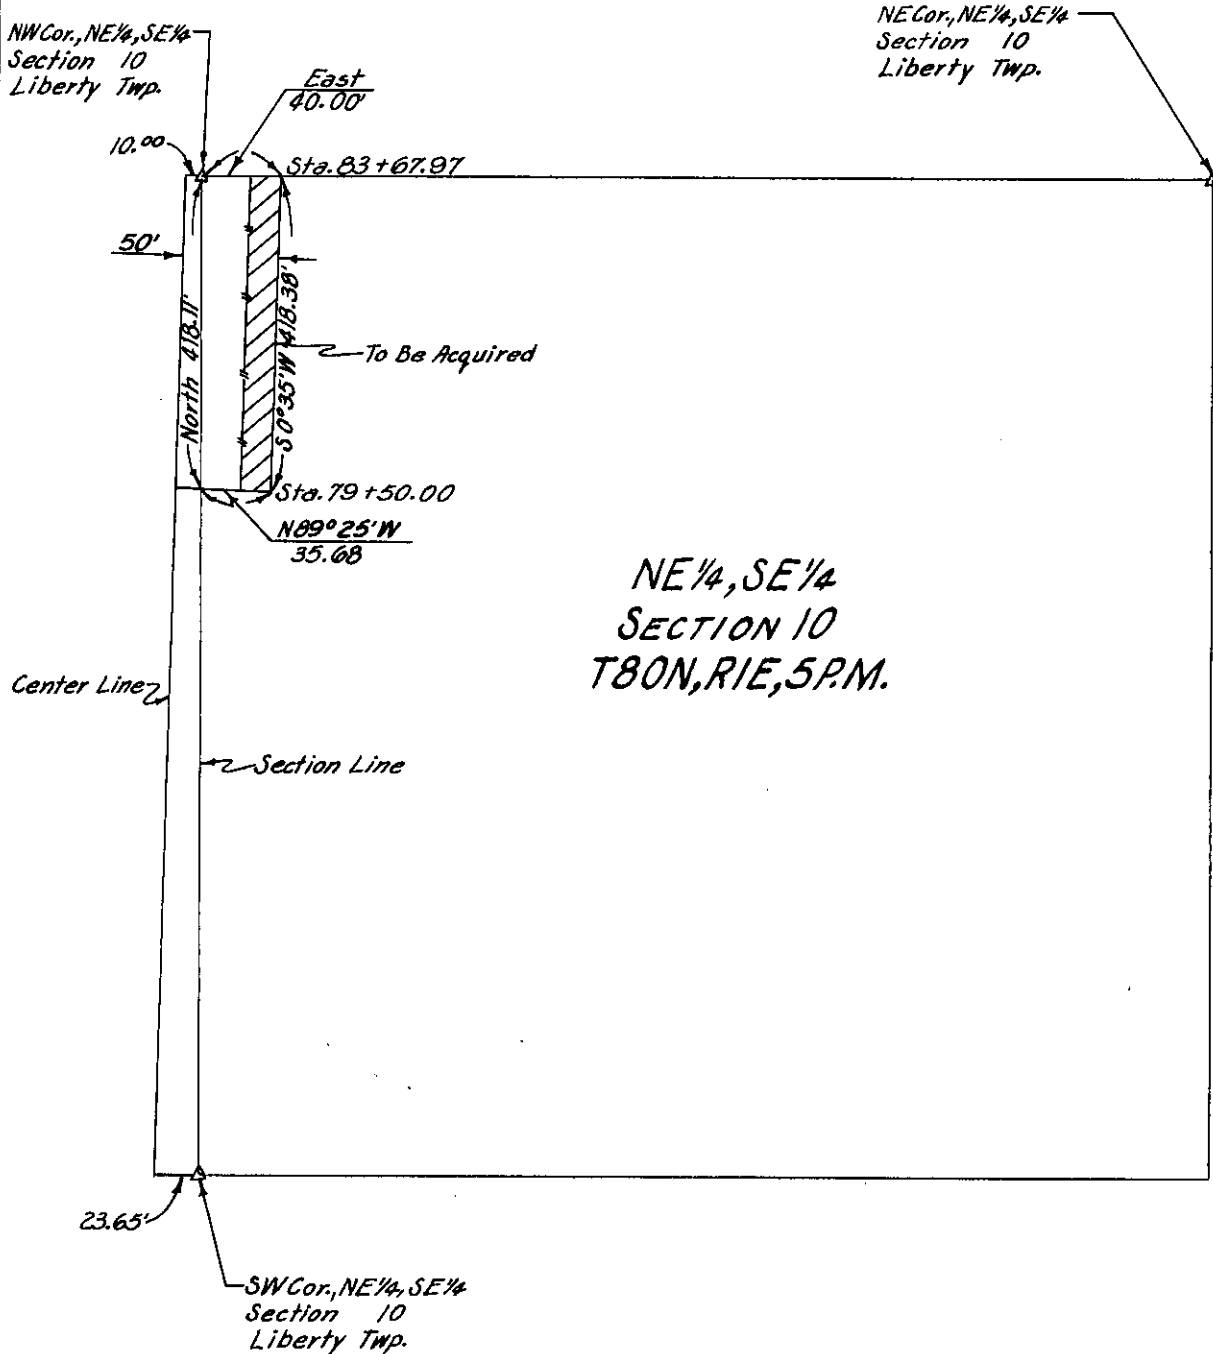 NW Cor., NE¼, SE¼
Section 10
Liberty Twp.
NE Cor., NE¼, SE¼
Section 10
Liberty Twp.
East
40.00'
10.00
Sta. 83+67.97
50'
North 418.11'
S0°35'W 418.38'
To Be Acquired
Sta. 79+50.00
N89°25'W
35.68
NE¼, SE¼
SECTION 10
T80N, R1E, 5P.M.
Center Line
Section Line
23.65'
SW Cor., NE¼, SE¼
Section 10
Liberty Twp.